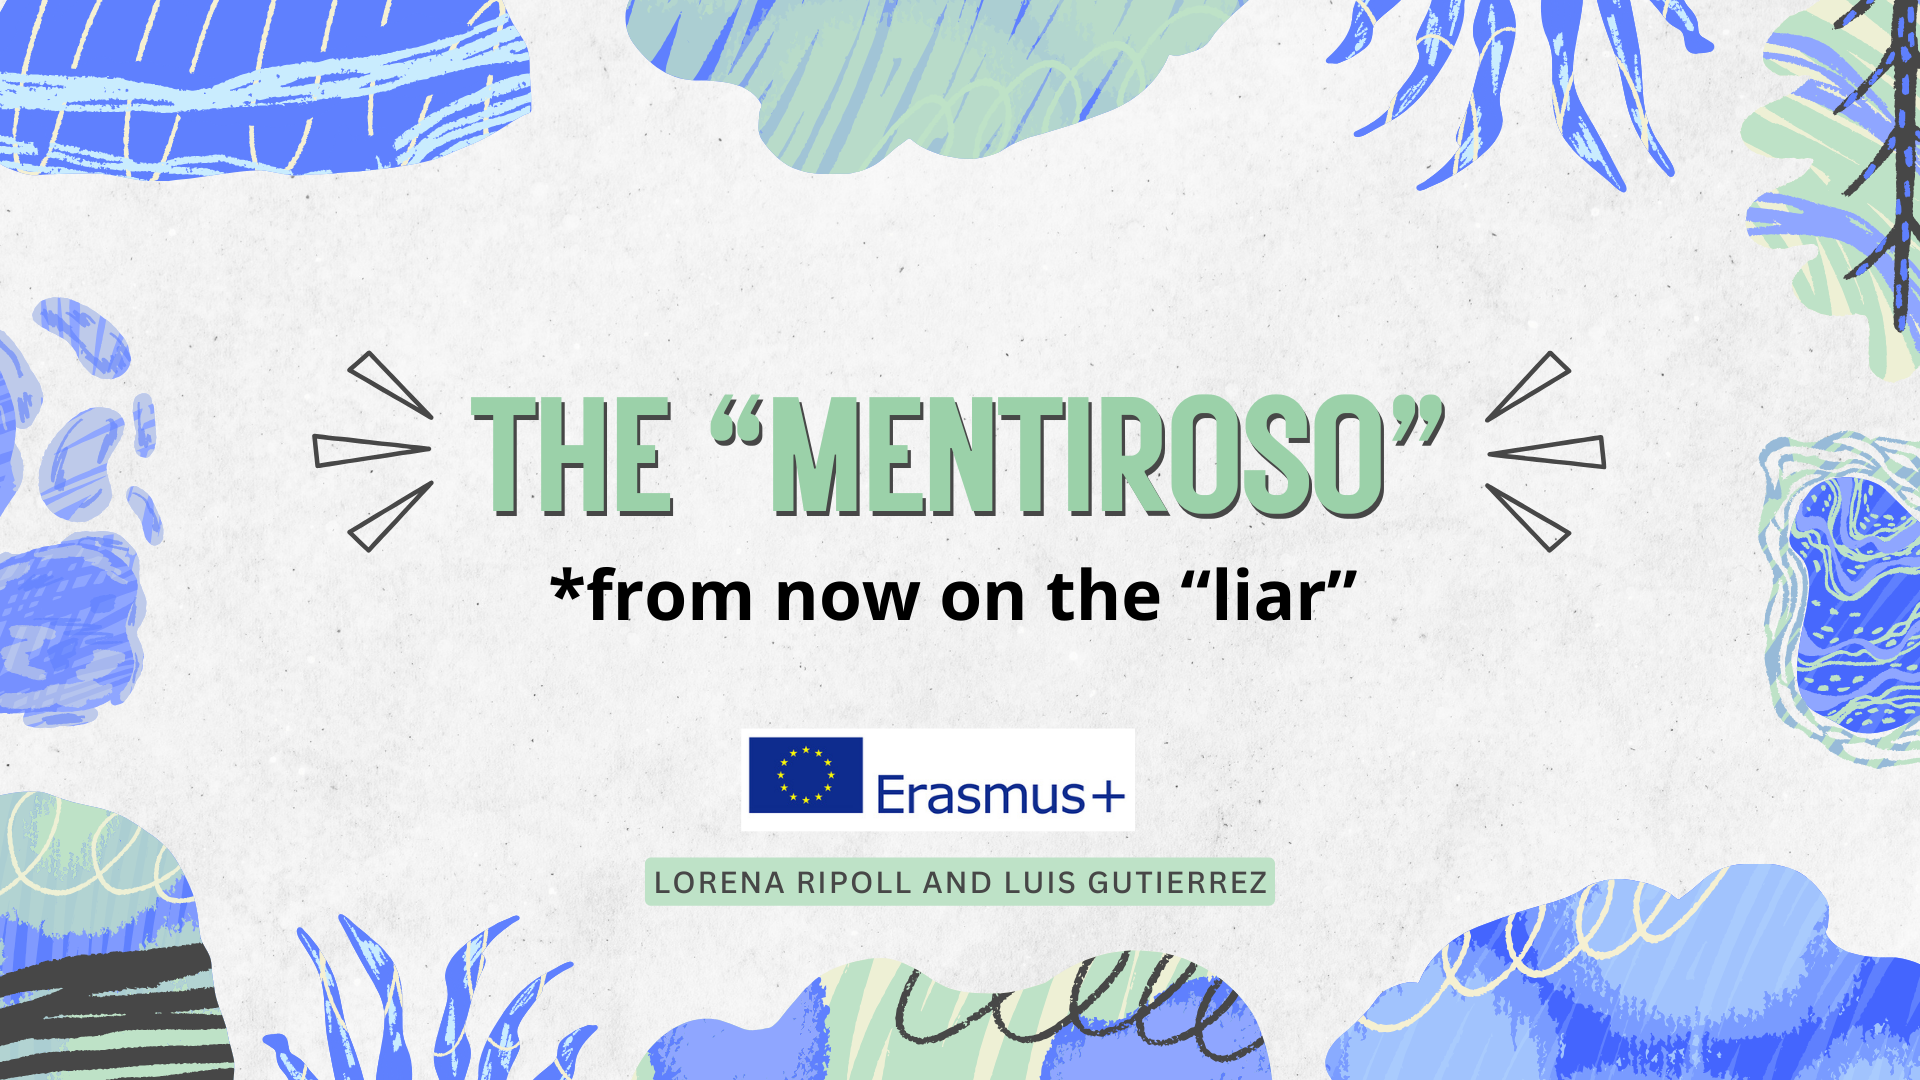 THE “MENTIROSO”
*from now on the “liar”
Erasmus+
LORENA RIPOLL AND LUIS GUTIERREZ